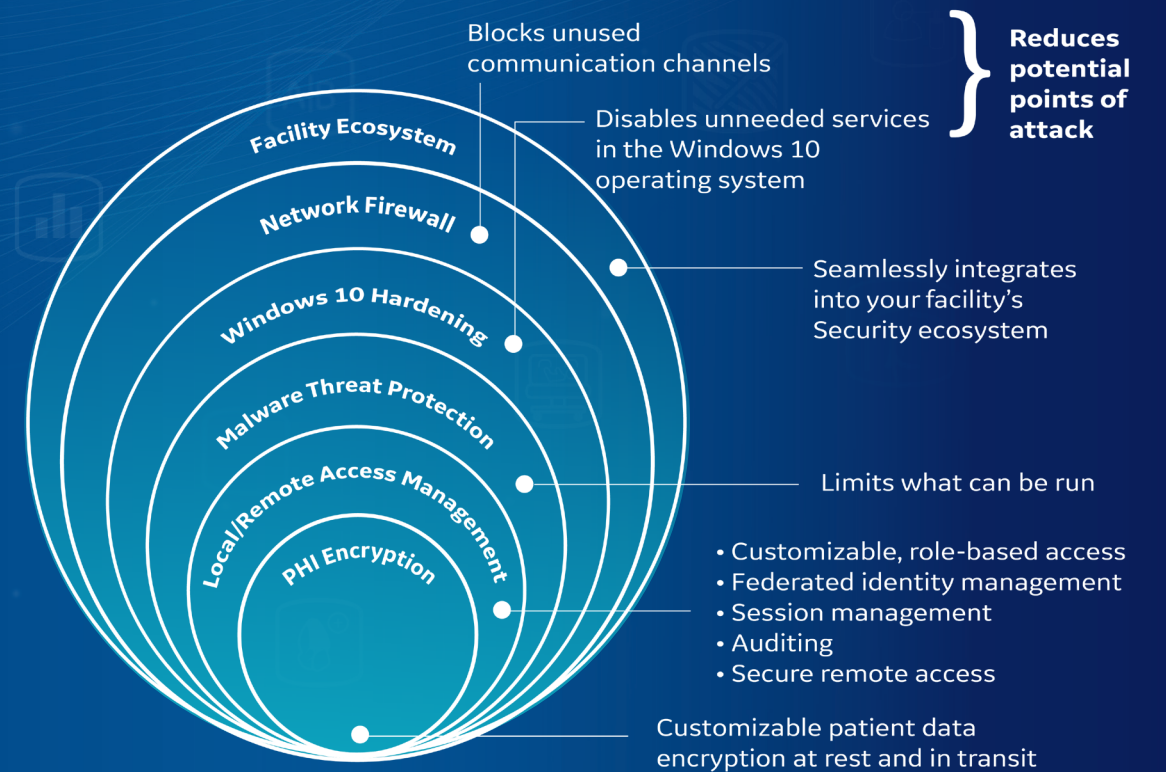 Blocks unused
communication channels
Reduces
potential
points of
attack
Disables unneeded services
in the Windows 10
operating system
Facility Ecosystem
Network Firewall
Seamlessly integrates
into your facility’s
Security ecosystem
Windows 10 Hardening
Malware Threat Protection
Limits what can be run
Local/Remote Access Management
• Customizable, role-based access
• Federated identity management
• Session management
• Auditing
• Secure remote access
PHI Encryption
Customizable patient data
encryption at rest and in transit